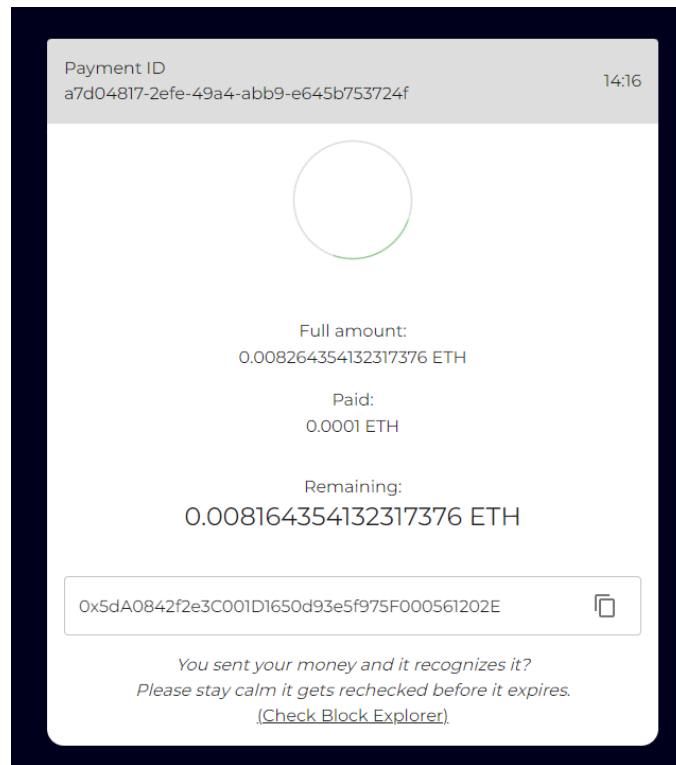 Payment ID
a7d04817-2efe-49a4-abb9-e645b753724f
14:16
Full amount:
0.008264354132317376 ETH
Paid:
0.0001 ETH
Remaining:
0.008164354132317376 ETH
0x5dA0842f2e3C001D1650d93e5f975F000561202E
You sent your money and it recognizes it?
Please stay calm it gets rechecked before it expires.
(Check Block Explorer)